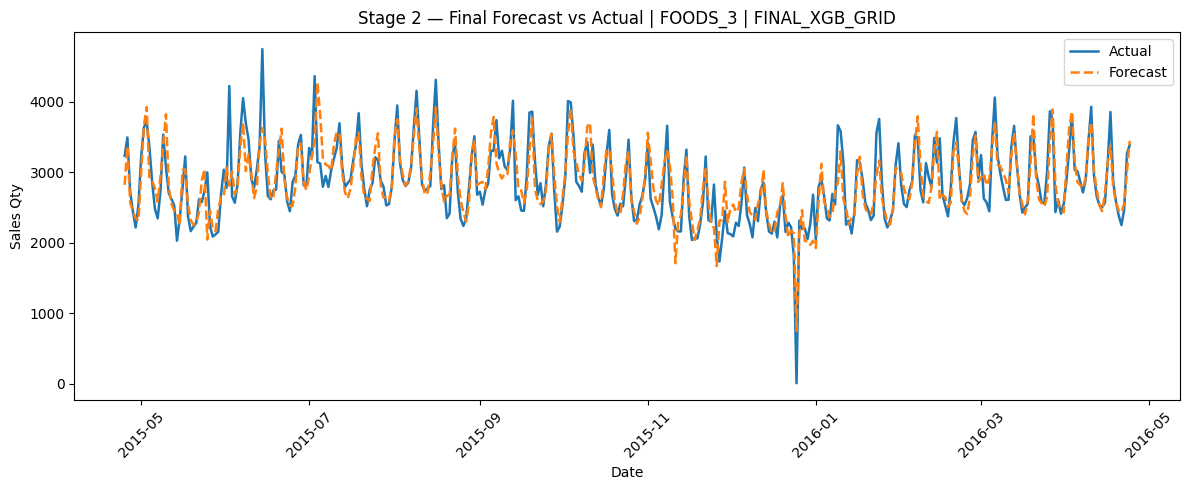 Stage 2 — Final Forecast vs Actual | FOODS_3 | FINAL_XGB_GRID
Actual
Forecast
Sales Qty
4000
3000
2000
1000
0
2015-05
2015-07
2015-09
2015-11
2016-01
2016-03
2016-05
Date